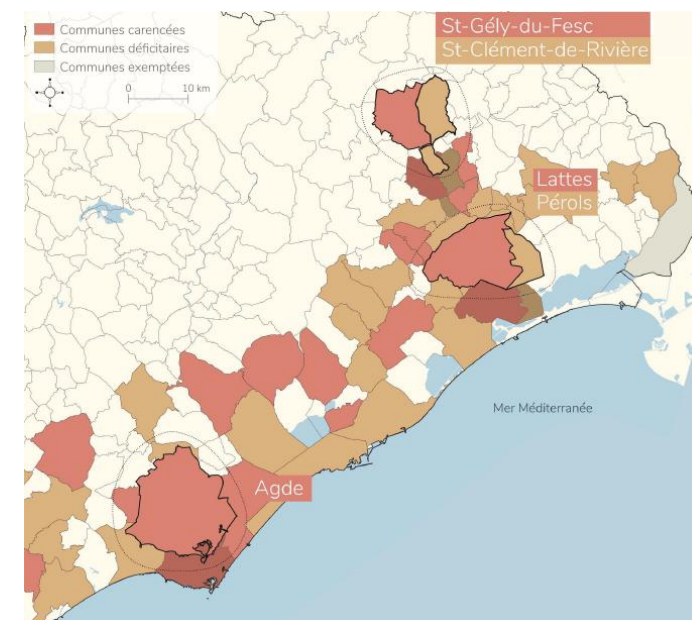 Communes carencées
Communes déficitaires
Communes exemptées
0 10 km
St-Gély-du-Fesc
St-Clément-de-Rivière
Lattes
Pérols
Mer Méditerranée
Agde